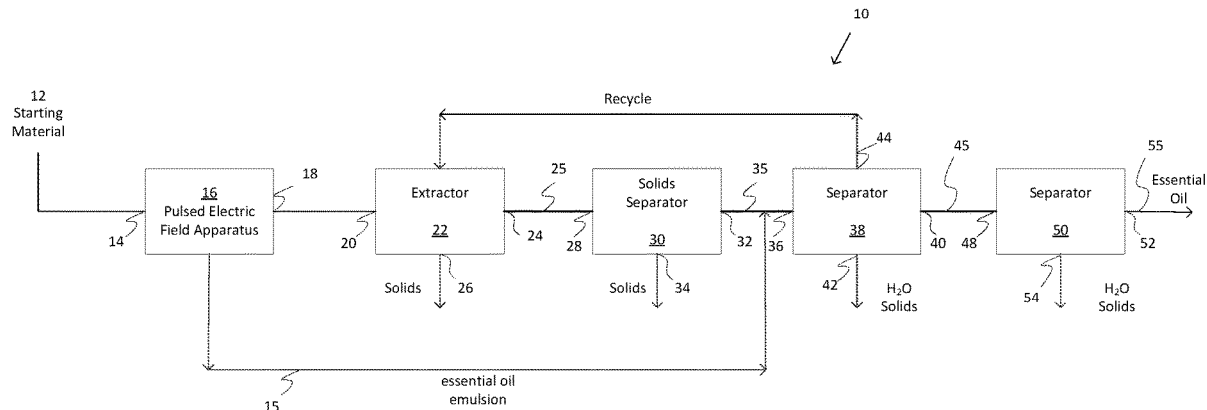 10
12
Starting
Material
Recycle
16
Pulsed Electric
Field Apparatus
14
18
20
Extractor
22
24
25
26
Solids
28
Solids
Separator
30
32
34
Solids
35
36
Separator
38
40
42
H₂O
Solids
44
45
48
Separator
50
52
54
H₂O
Solids
55
Essential
Oil
15
essential oil
emulsion